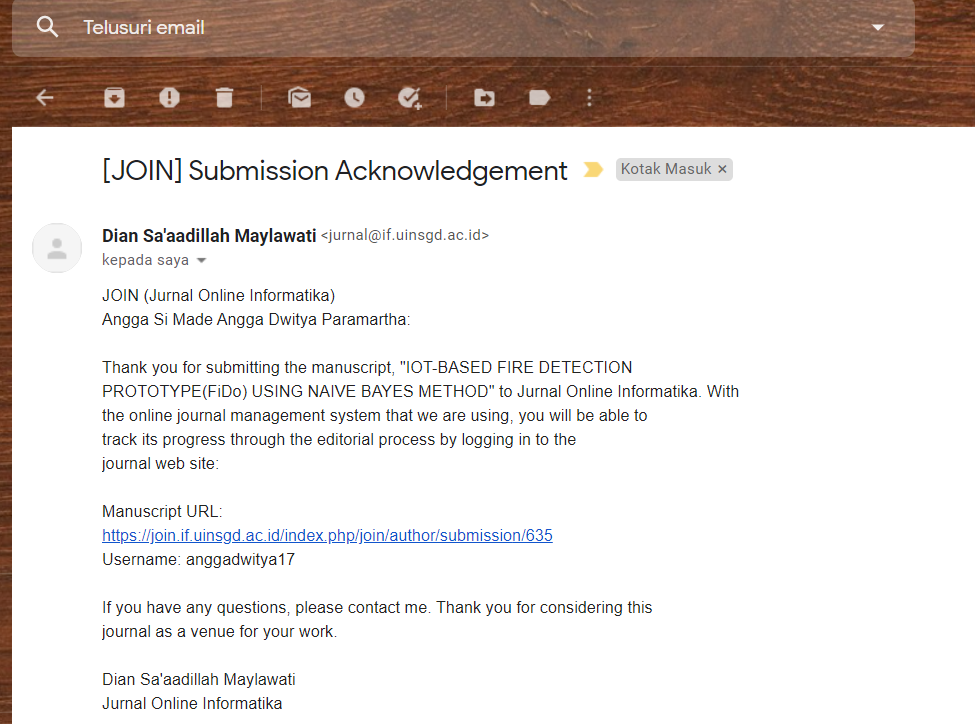 Telusuri email
[JOIN] Submission Acknowledgement
Kotak Masuk ×
Dian Sa'aadillah Maylawati <jurnal@if.uinsgd.ac.id>
kepada saya
JOIN (Jurnal Online Informatika)
Angga Si Made Angga Dwitya Paramartha:
Thank you for submitting the manuscript, "IOT-BASED FIRE DETECTION
PROTOTYPE(FiDo) USING NAIVE BAYES METHOD" to Jurnal Online Informatika. With
the online journal management system that we are using, you will be able to
track its progress through the editorial process by logging in to the
journal web site:
Manuscript URL:
https://join.if.uinsgd.ac.id/index.php/join/author/submission/635
Username: anggadwitya17
If you have any questions, please contact me. Thank you for considering this
journal as a venue for your work.
Dian Sa'aadillah Maylawati
Jurnal Online Informatika